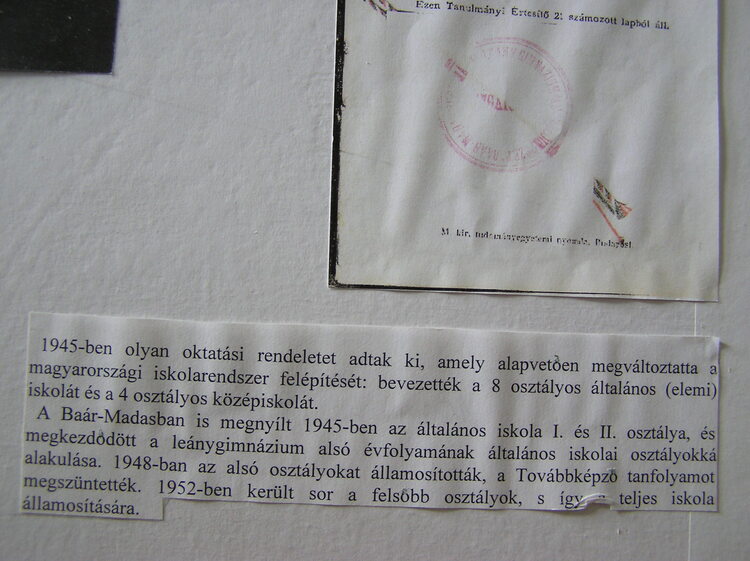 Ezen Tanulmányi Értesítő 2! számozott lapból áll.
M. kir. tudományegyetemi nyomda, Budapest.
1945-ben olyan oktatási rendeletet adtak ki, amely alapvetően megváltoztatta a
magyarországi iskolarendszer felépítését: bevezették a 8 osztályos általános (elemi)
iskolát és a 4 osztályos középiskolát.
A Baár-Madasban is megnyílt 1945-ben az általános iskola I. és II. osztálya, és
megkezdődött a leánygimnázium alsó évfolyamának általános iskolai osztályokká
alakulása. 1948-ban az alsó osztályokat államosították, a Továbbképző tanfolyamot
megszüntették. 1952-ben került sor a felsőbb osztályok, s így a teljes iskola
államosítására.